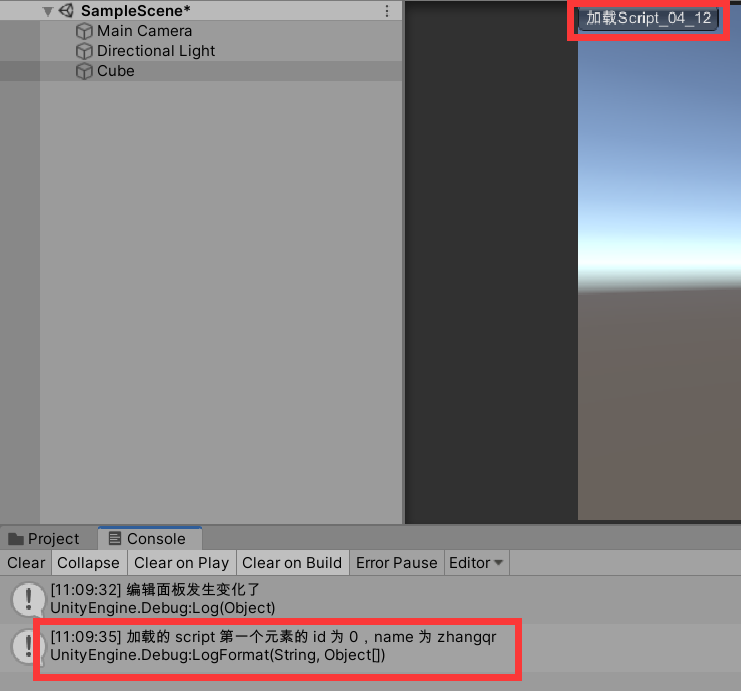 SampleScene*
加载Script_04_12
Main Camera
Directional Light
Cube
Project
Console
Clear
Collapse
Clear on Play
Clear on Build
Error Pause
Editor
[11:09:32] 编辑面板发生变化了
UnityEngine.Debug:Log(Object)
[11:09:35] 加载的 script 第一个元素的 id 为 0，name 为 zhangqr
UnityEngine.Debug:LogFormat(String, Object[])